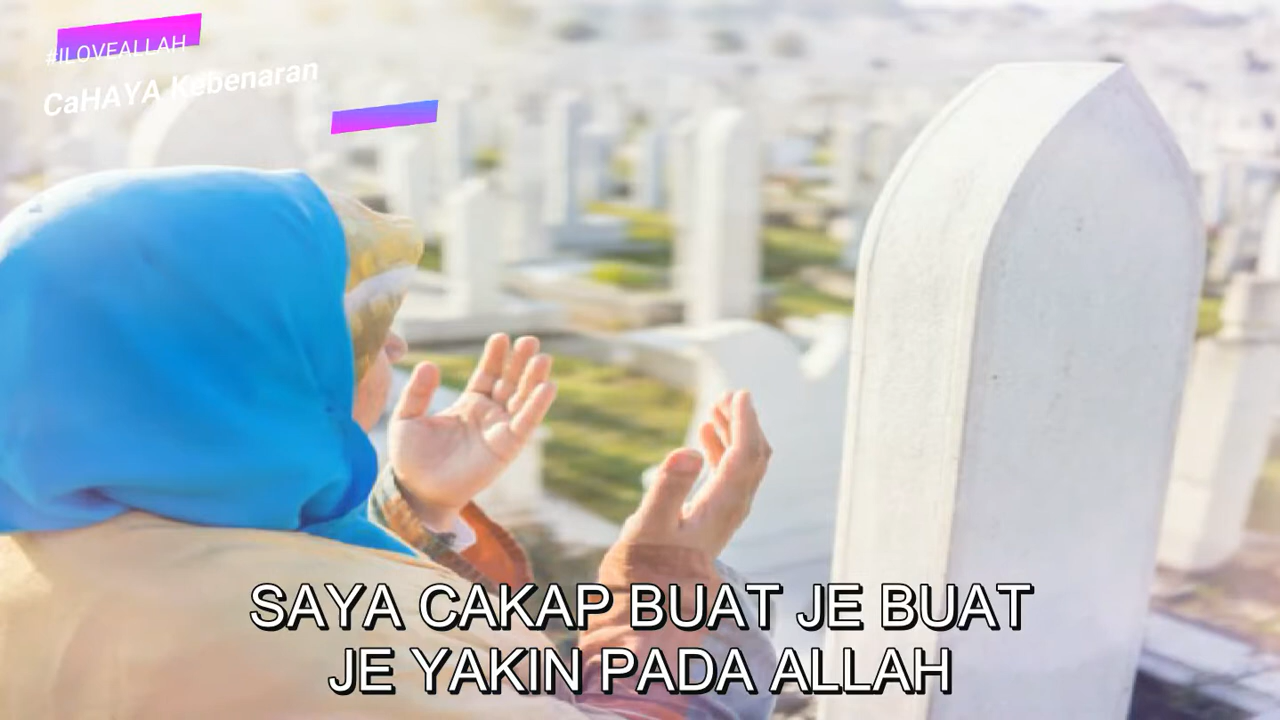 #ILOVEALLAH
CaHAYA Kebenaran
SAYA CAKAP BUAT JE BUAT
JE YAKIN PADA ALLAH